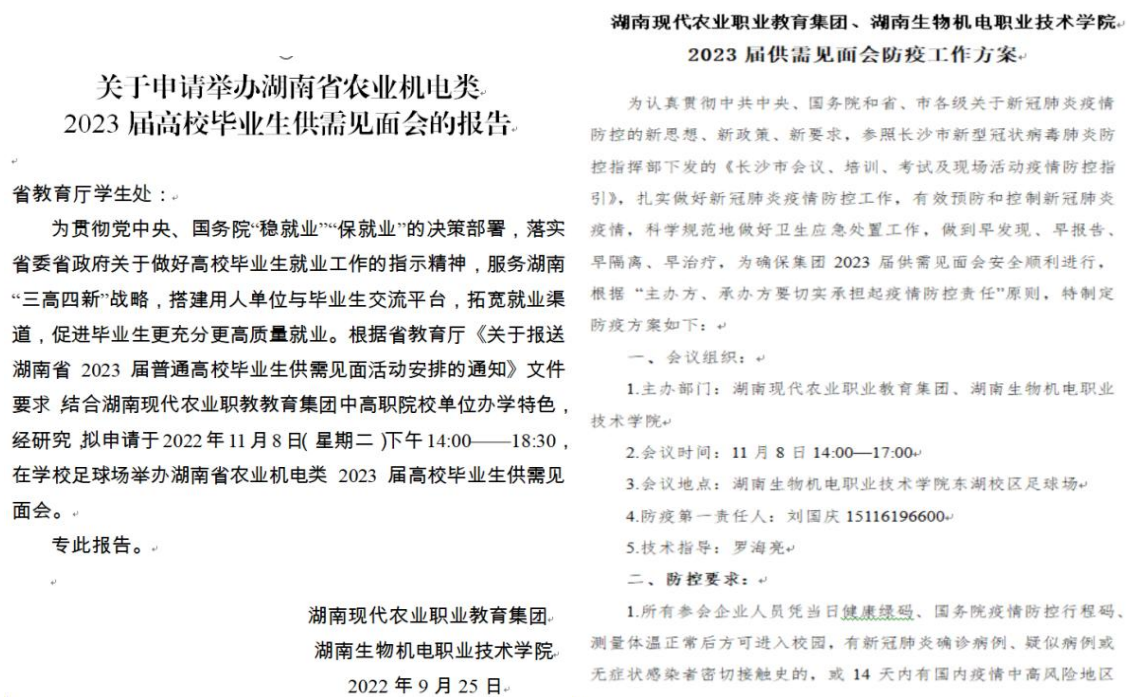 关于申请举办湖南省农业机电类
2023 届高校毕业生供需见面会的报告
省教育厅学生处：
为贯彻党中央、国务院“稳就业”“保就业”的决策部署，落实
省委省政府关于做好高校毕业生就业工作的指示精神，服务湖南
“三高四新”战略，搭建用人单位与毕业生交流平台，拓宽就业渠
道，促进毕业生更充分更高质量就业。根据省教育厅《关于报送
湖南省 2023 届普通高校毕业生供需见面活动安排的通知》文件
要求，结合湖南现代农业职教教育集团中高职院校单位办学特色，
经研究，拟申请于2022年11月8日（星期二）下午14:00——18:30，
在学校足球场举办湖南省农业机电类 2023 届高校毕业生供需见
面会。
专此报告。
湖南现代农业职业教育集团
湖南生物机电职业技术学院
2022 年 9 月 25 日
湖南现代农业职业教育集团、湖南生物机电职业技术学院
2023 届供需见面会防疫工作方案
为认真贯彻中共中央、国务院和省、市各级关于新冠肺炎疫情
防控的新思想、新政策、新要求，参照长沙市新型冠状病毒肺炎防
控指挥部下发的《长沙市会议、培训、考试及现场活动疫情防控指
引》，扎实做好新冠肺炎疫情防控工作，有效预防和控制新冠肺炎
疫情，科学规范地做好卫生应急处置工作，做到早发现、早报告、
早隔离、早治疗，为确保集团 2023 届供需见面会安全顺利进行，
根据“主办方、承办方要切实承担起疫情防控责任”原则，特制定
防疫方案如下：
一、会议组织：
1.主办部门：湖南现代农业职业教育集团、湖南生物机电职业
技术学院
2.会议时间：11 月 8 日 14:00—17:00
3.会议地点：湖南生物机电职业技术学院东湖校区足球场
4.防疫第一责任人：刘国庆 15116196600
5.技术指导：罗海亮
二、防控要求：
1.所有参会企业人员凭当日健康绿码、国务院疫情防控行程码、
测量体温正常后方可进入校园，有新冠肺炎确诊病例、疑似病例或
无症状感染者密切接触史的，或 14 天内有国内疫情中高风险地区